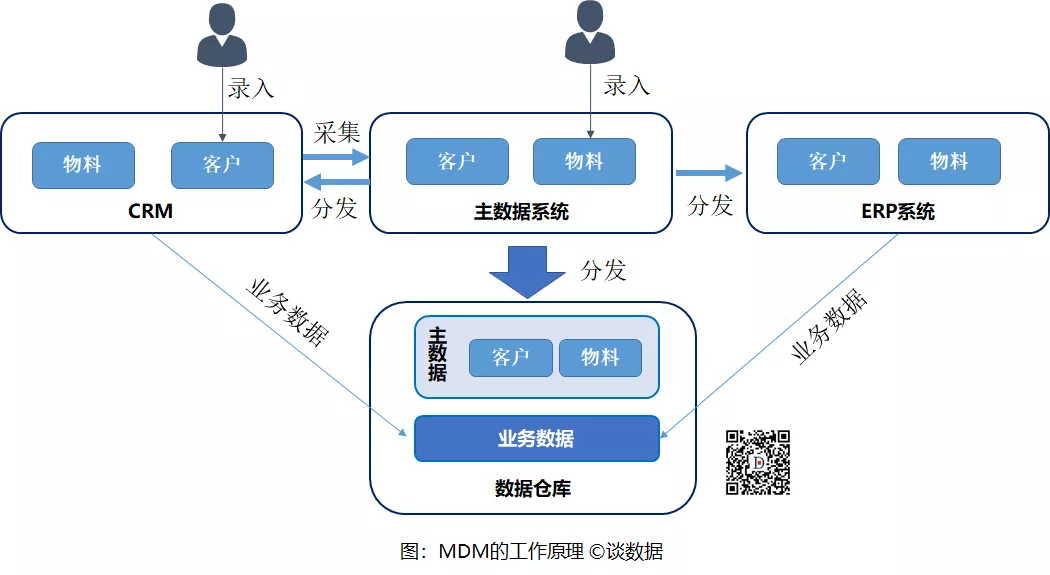 录入
录入
物料
客户
CRM
采集
分发
客户
物料
主数据系统
分发
客户
物料
ERP系统
分发
业务数据
业务数据
主数据
客户
物料
业务数据
数据仓库
图：MDM的工作原理 ©谈数据